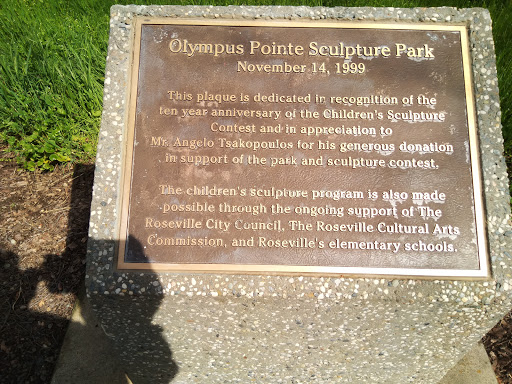 Olympus Pointe Sculpture Park
November 14, 1999
This plaque is dedicated in recognition of the
ten year anniversary of the Children's Sculpture
Contest and in appreciation to
Mr. Angelo Tsakopoulos for his generous donation
in support of the park and sculpture contest.
The children's sculpture program is also made
possible through the ongoing support of The
Roseville City Council, The Roseville Cultural Arts
Commission, and Roseville's elementary schools.